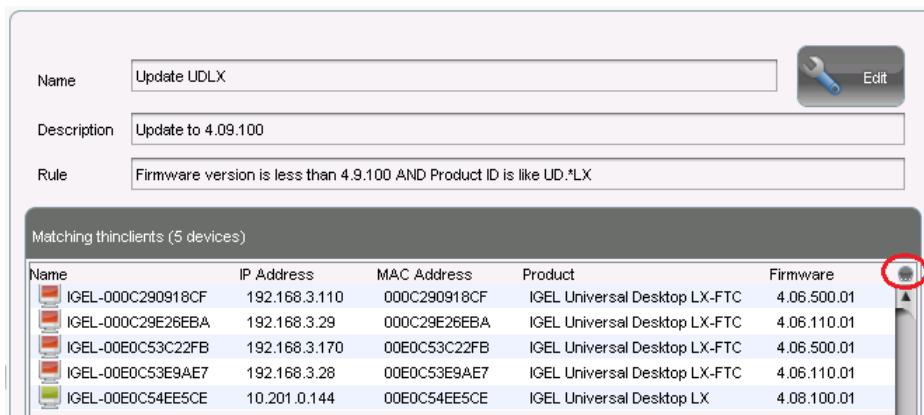 Name Update UDLX Edit
Description Update to 4.09.100
Rule Firmware version is less than 4.9.100 AND Product ID is like UD.*LX
Matching thinclients (5 devices)
Name IP Address MAC Address Product Firmware
IGEL-000C290918CF 192.168.3.110 000C290918CF IGEL Universal Desktop LX-FTC 4.06.500.01
IGEL-000C29E26EBA 192.168.3.29 000C29E26EBA IGEL Universal Desktop LX-FTC 4.06.110.01
IGEL-00E0C53C22FB 192.168.3.170 00E0C53C22FB IGEL Universal Desktop LX-FTC 4.06.500.01
IGEL-00E0C53E9AE7 192.168.3.28 00E0C53E9AE7 IGEL Universal Desktop LX-FTC 4.06.110.01
IGEL-00E0C54EE5CE 10.201.0.144 00E0C54EE5CE IGEL Universal Desktop LX 4.08.100.01